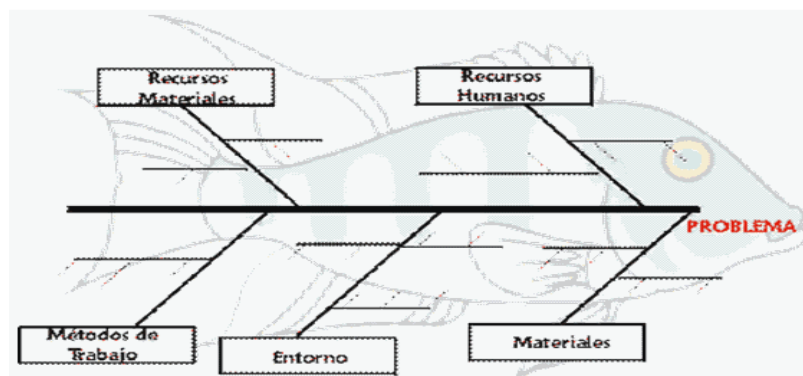 Recursos
Materiales
Recursos
Humanos
PROBLEMA
Métodos de
Trabajo
Entorno
Materiales